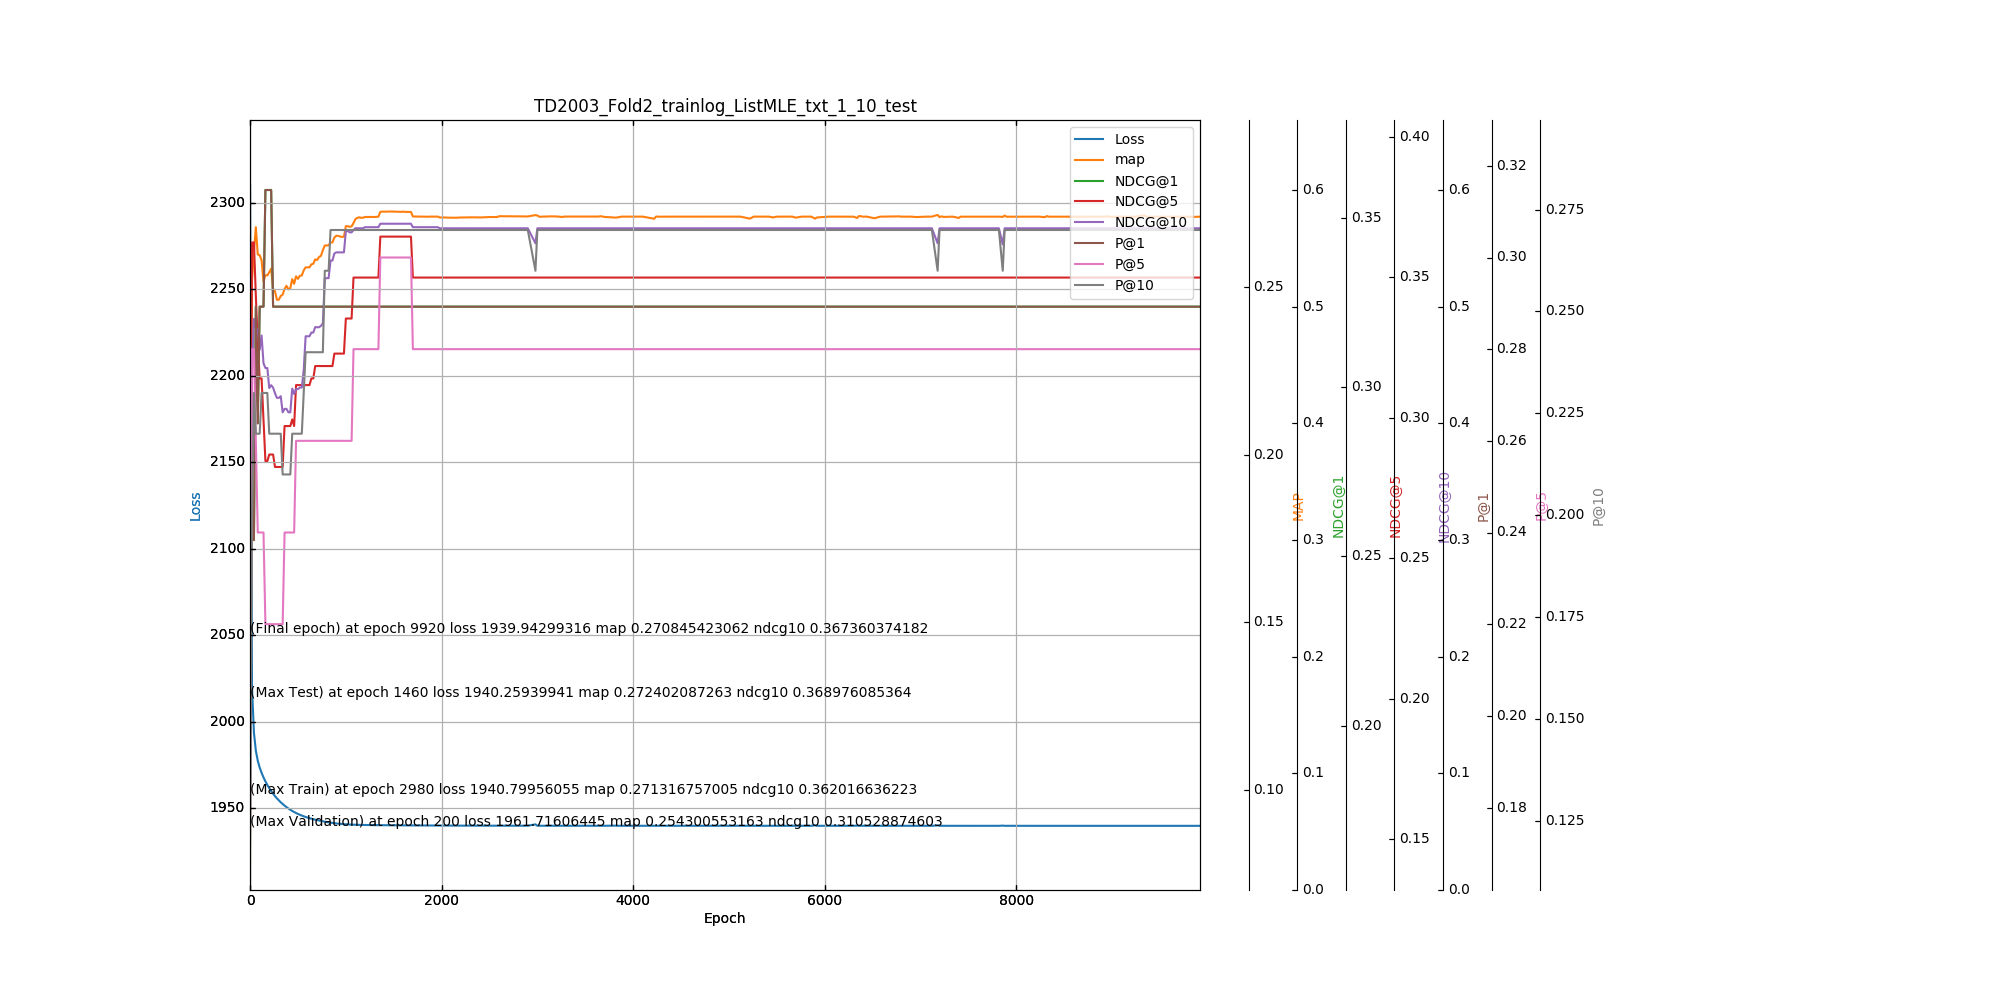 TD2003_Fold2_trainlog_ListMLE_txt_1_10_test
Loss
map
NDCG@1
NDCG@5
NDCG@10
P@1
P@5
P@10
2300
2250
2200
2150
2100
2050
2000
1950
Loss
(Final epoch) at epoch 9920 loss 1939.94299316 map 0.270845423062 ndcg10 0.367360374182
(Max Test) at epoch 1460 loss 1940.25939941 map 0.272402087263 ndcg10 0.368976085364
(Max Train) at epoch 2980 loss 1940.79956055 map 0.271316757005 ndcg10 0.362016636223
(Max Validation) at epoch 200 loss 1961.71606445 map 0.254300553163 ndcg10 0.310528874603
0 2000 4000 6000 8000
Epoch
0.25
0.20
0.15
0.10
MAP
0.6
0.5
0.4
0.3
0.2
0.1
0.0
NDCG@1
0.35
0.30
0.25
0.20
NDCG@5
0.40
0.35
0.30
0.25
0.20
0.15
NDCG@10
0.6
0.5
0.4
0.3
0.2
0.1
0.0
P@1
0.32
0.30
0.28
0.26
0.24
0.22
0.20
0.18
P@5
0.275
0.250
0.225
0.200
0.175
0.150
0.125
P@10